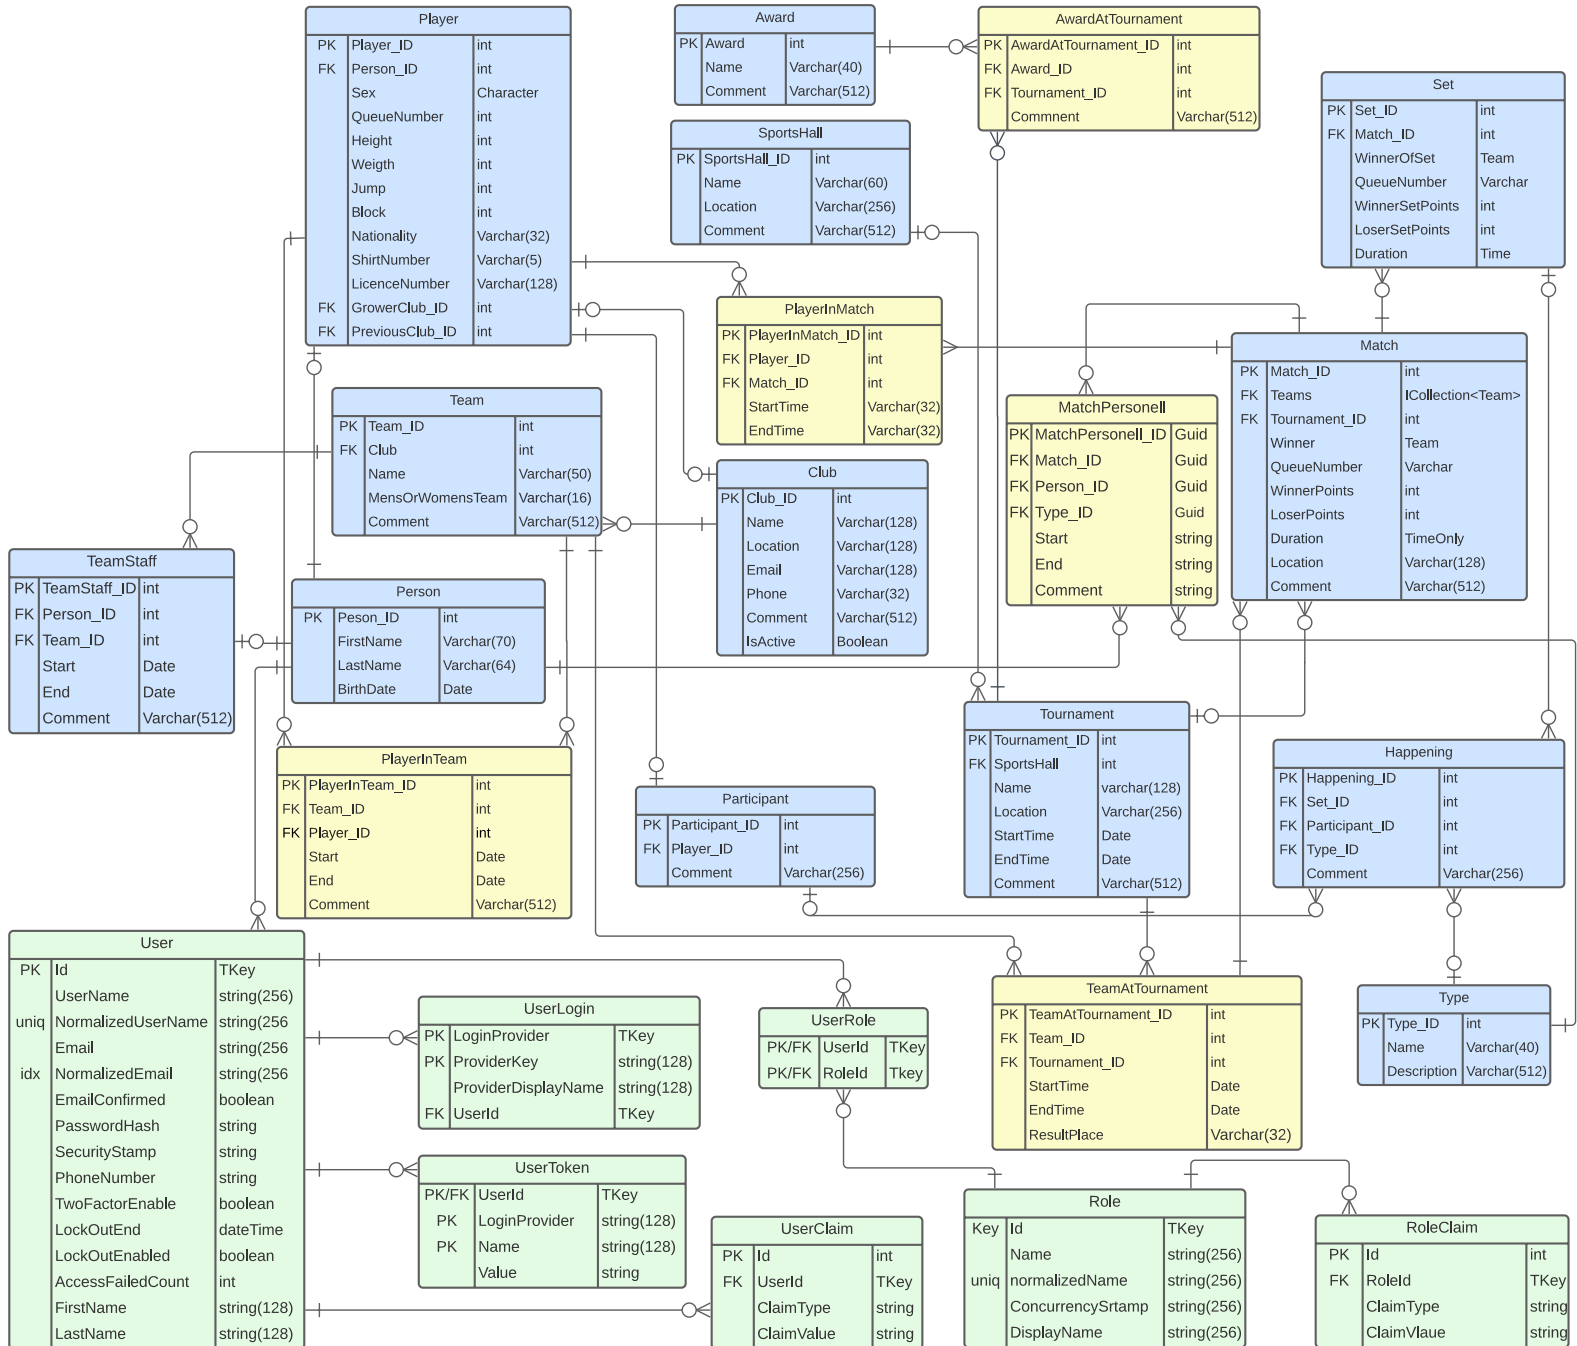 Player
PK Player_ID int
FK Person_ID int
Sex Character
QueueNumber int
Height int
Weigth int
Jump int
Block int
Nationality Varchar(32)
ShirtNumber Varchar(5)
LicenceNumber Varchar(128)
FK GrowerClub_ID int
FK PreviousClub_ID int
Award
PK Award int
Name Varchar(40)
Comment Varchar(512)
AwardAtTournament
PK AwardAtTournament_ID int
FK Award_ID int
FK Tournament_ID int
Commnent Varchar(512)
SportsHall
PK SportsHall_ID int
Name Varchar(60)
Location Varchar(256)
Comment Varchar(512)
Set
PK Set_ID int
FK Match_ID int
WinnerOfSet Team
QueueNumber Varchar
WinnerSetPoints int
LoserSetPoints int
Duration Time
PlayerInMatch
PK PlayerInMatch_ID int
FK Player_ID int
FK Match_ID int
StartTime Varchar(32)
EndTime Varchar(32)
Match
PK Match_ID int
FK Teams ICollection<Team>
FK Tournament_ID int
Winner Team
QueueNumber Varchar
WinnerPoints int
LoserPoints int
Duration TimeOnly
Location Varchar(128)
Comment Varchar(512)
Team
PK Team_ID int
FK Club int
Name Varchar(50)
MensOrWomensTeam Varchar(16)
Comment Varchar(512)
MatchPersonell
PK MatchPersonell_ID Guid
FK Match_ID Guid
FK Person_ID Guid
FK Type_ID Guid
Start string
End string
Comment string
Club
PK Club_ID int
Name Varchar(128)
Location Varchar(128)
Email Varchar(128)
Phone Varchar(32)
Comment Varchar(512)
IsActive Boolean
TeamStaff
PK TeamStaff_ID int
FK Person_ID int
FK Team_ID int
Start Date
End Date
Comment Varchar(512)
Person
PK Peson_ID int
FirstName Varchar(70)
LastName Varchar(64)
BirthDate Date
PlayerInTeam
PK PlayerInTeam_ID int
FK Team_ID int
FK Player_ID int
Start Date
End Date
Comment Varchar(512)
Participant
PK Participant_ID int
FK Player_ID int
Comment Varchar(256)
Tournament
PK Tournament_ID int
FK SportsHall int
Name varchar(128)
Location Varchar(256)
StartTime Date
EndTime Date
Comment Varchar(512)
Happening
PK Happening_ID int
FK Set_ID int
FK Participant_ID int
FK Type_ID int
Comment Varchar(256)
User
PK Id TKey
UserName string(256)
uniq NormalizedUserName string(256
Email string(256
idx NormalizedEmail string(256
EmailConfirmed boolean
PasswordHash string
SecurityStamp string
PhoneNumber string
TwoFactorEnable boolean
LockOutEnd dateTime
LockOutEnabled boolean
AccessFailedCount int
FirstName string(128)
LastName string(128)
UserLogin
PK LoginProvider TKey
PK ProviderKey string(128)
ProviderDisplayName string(128)
FK UserId TKey
UserRole
PK/FK UserId TKey
PK/FK RoleId Tkey
TeamAtTournament
PK TeamAtTournament_ID int
FK Team_ID int
FK Tournament_ID int
StartTime Date
EndTime Date
ResultPlace Varchar(32)
Type
PK Type_ID int
Name Varchar(40)
Description Varchar(512)
UserToken
PK/FK UserId TKey
PK LoginProvider string(128)
PK Name string(128)
Value string
UserClaim
PK Id int
FK UserId TKey
ClaimType string
ClaimValue string
Role
Key Id TKey
Name string(256)
uniq normalizedName string(256)
ConcurrencySrtamp string(256)
DisplayName string(256)
RoleClaim
PK Id int
FK RoleId TKey
ClaimType string
ClaimVlaue string